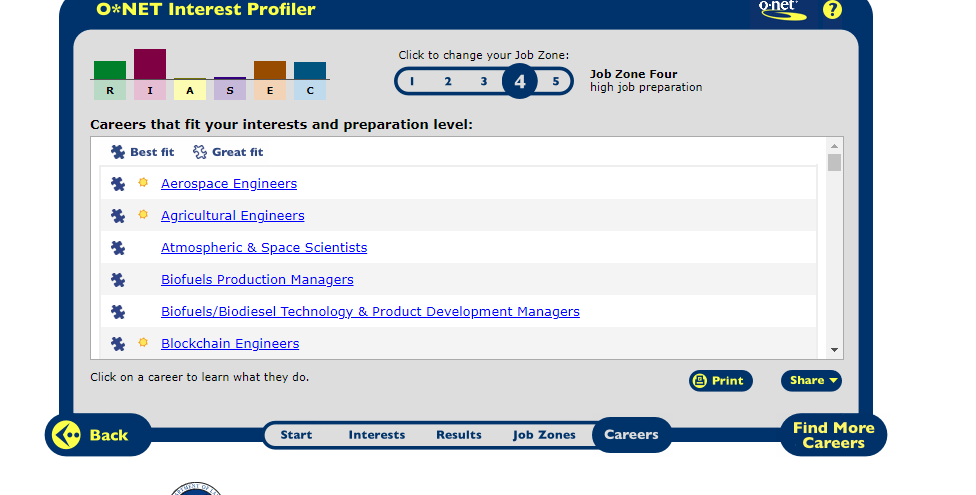 O*NET Interest Profiler
o·net
?
Click to change your Job Zone:
R I A S E C
1 2 3 4 5
Job Zone Four
high job preparation
Careers that fit your interests and preparation level:
Best fit Great fit
Aerospace Engineers
Agricultural Engineers
Atmospheric & Space Scientists
Biofuels Production Managers
Biofuels/Biodiesel Technology & Product Development Managers
Blockchain Engineers
Click on a career to learn what they do.
Print Share
Back
Start Interests Results Job Zones Careers
Find More
Careers